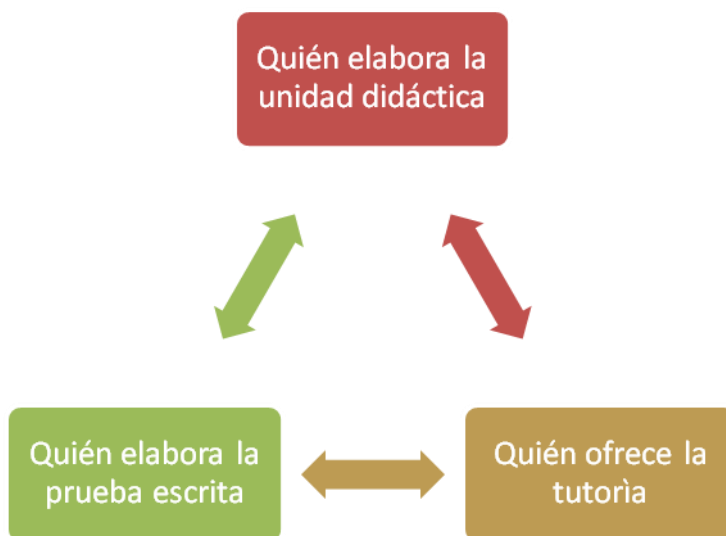 Quién elabora la
unidad didáctica
Quién elabora la
prueba escrita
Quién ofrece la
tutorìa